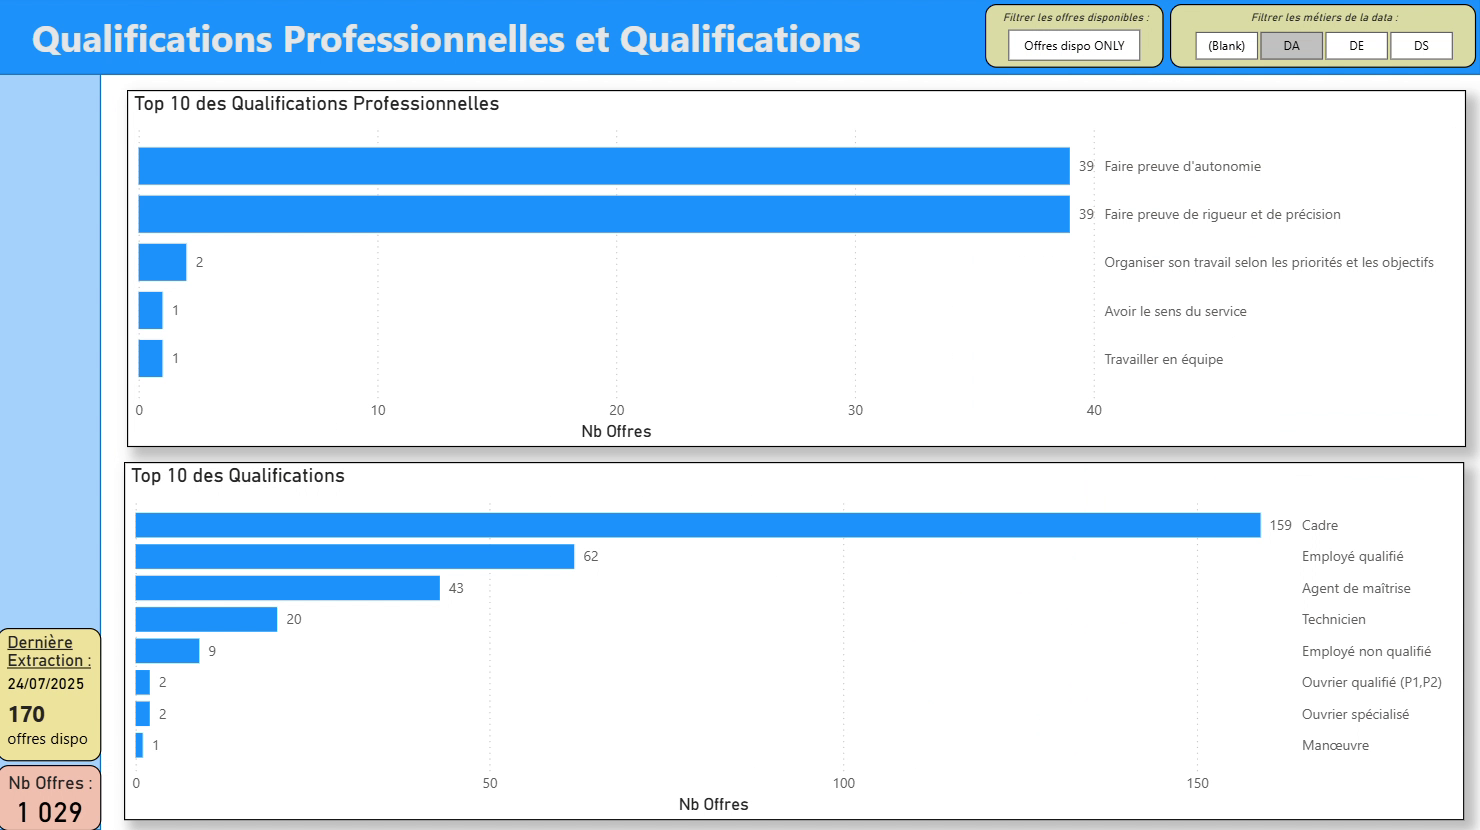 Qualifications Professionnelles et Qualifications
Filtrer les offres disponibles :
Offres dispo ONLY
Filtrer les métiers de la data :
(Blank) DA DE DS
Top 10 des Qualifications Professionnelles
39 Faire preuve d'autonomie
39 Faire preuve de rigueur et de précision
2 Organiser son travail selon les priorités et les objectifs
1 Avoir le sens du service
1 Travailler en équipe
0 10 20 30 40
Nb Offres
Top 10 des Qualifications
159 Cadre
62 Employé qualifié
43 Agent de maîtrise
20 Technicien
9 Employé non qualifié
2 Ouvrier qualifié (P1,P2)
2 Ouvrier spécialisé
1 Manœuvre
0 50 100 150
Nb Offres
Dernière
Extraction :
24/07/2025
170
offres dispo
Nb Offres :
1 029